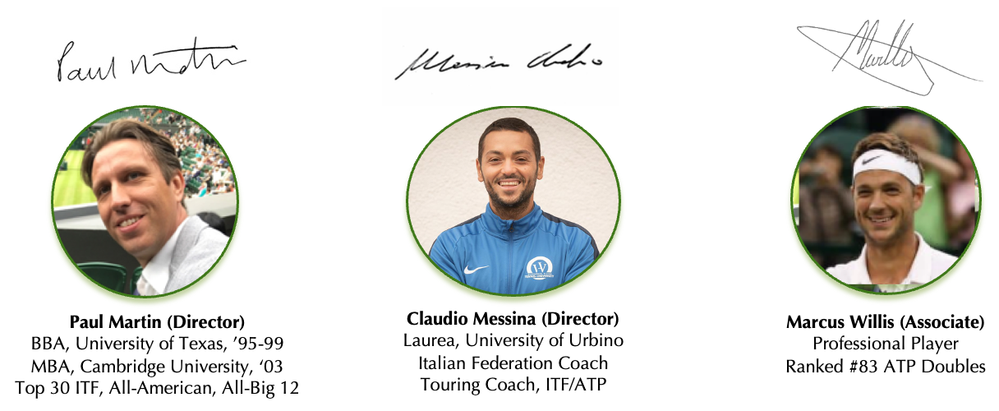 Paul Martin
Messina Claudio
Paul Martin (Director)
BBA, University of Texas, ’95-99
MBA, Cambridge University, ‘03
Top 30 ITF, All-American, All-Big 12
Claudio Messina (Director)
Laurea, University of Urbino
Italian Federation Coach
Touring Coach, ITF/ATP
Marcus Willis (Associate)
Professional Player
Ranked #83 ATP Doubles